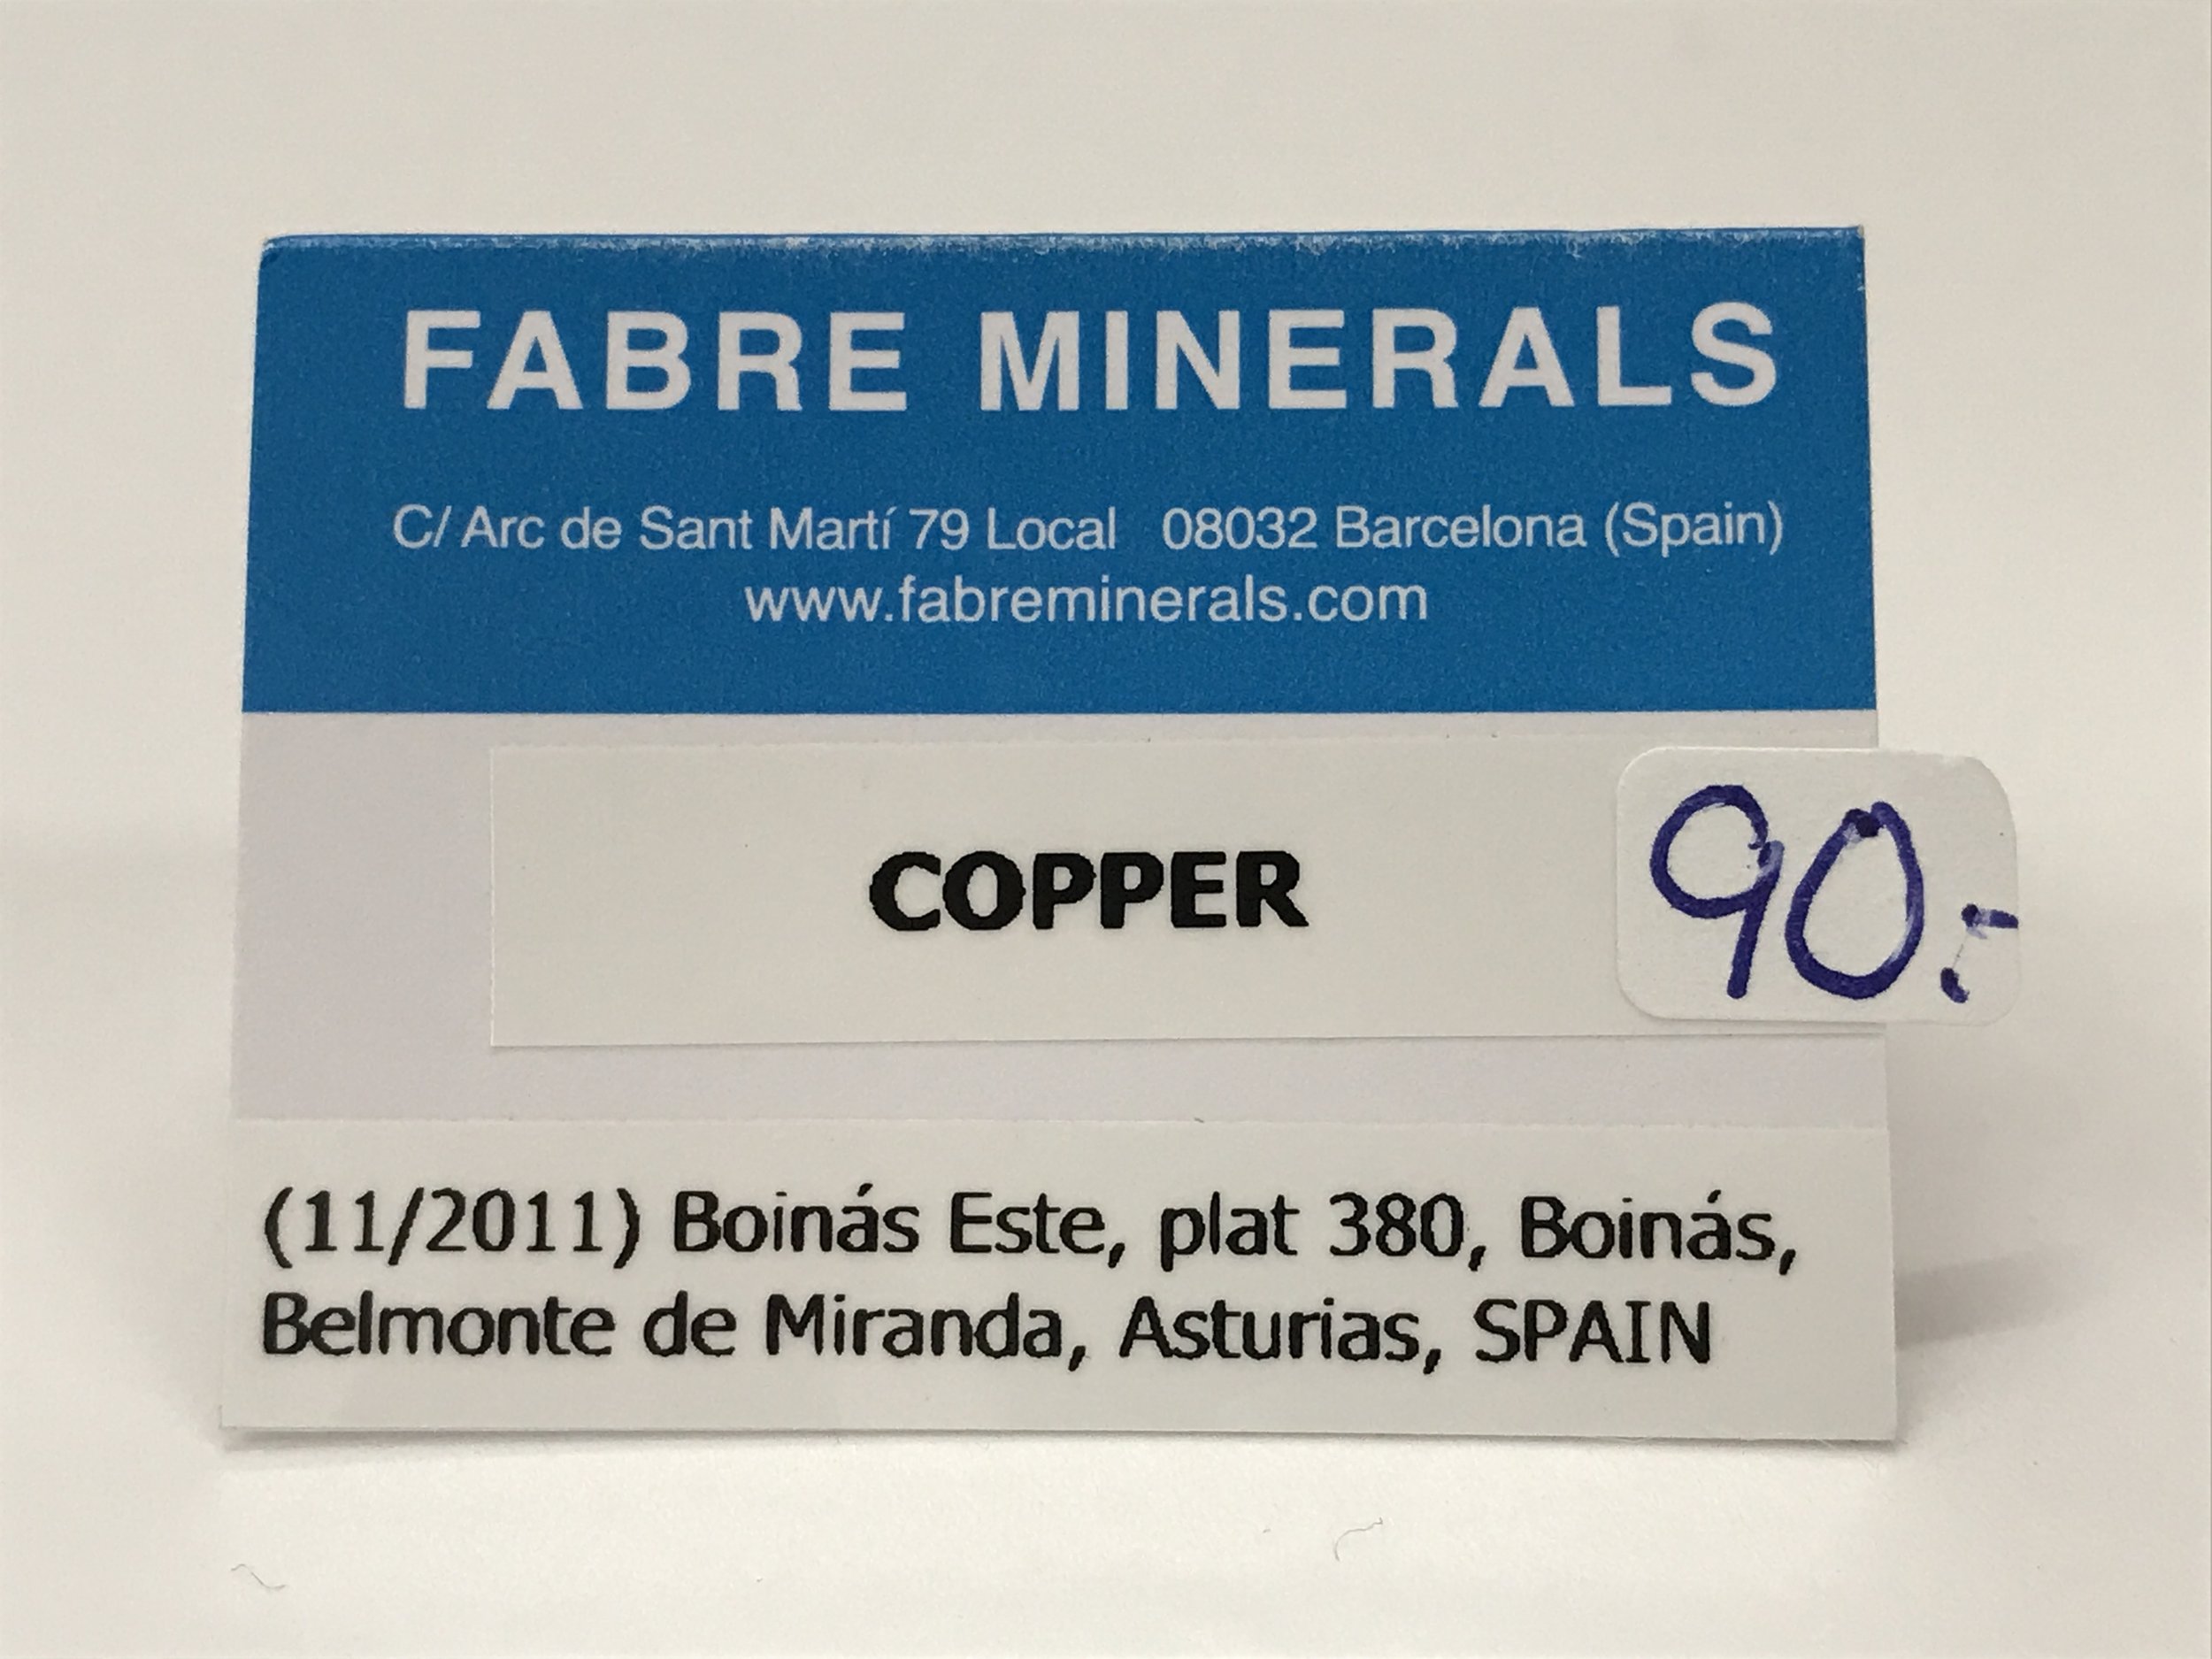 FABRE MINERALS
C/ Arc de Sant Martí 79 Local 08032 Barcelona (Spain)
www.fabreminerals.com
COPPER
90.-
(11/2011) Boinás Este, plat 380, Boinás,
Belmonte de Miranda, Asturias, SPAIN